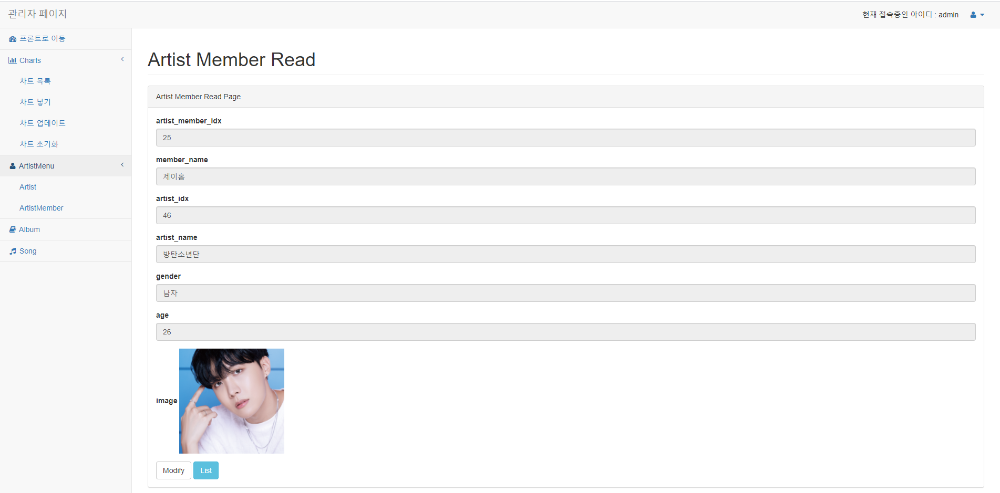 관리자 페이지
현재 접속중인 아이디 : admin
프론트로 이동
Charts
차트 목록
차트 넣기
차트 업데이트
차트 초기화
ArtistMenu
Artist
ArtistMember
Album
Song
Artist Member Read
Artist Member Read Page
artist_member_idx
25
member_name
제이홉
artist_idx
46
artist_name
방탄소년단
gender
남자
age
26
image
Modify
List